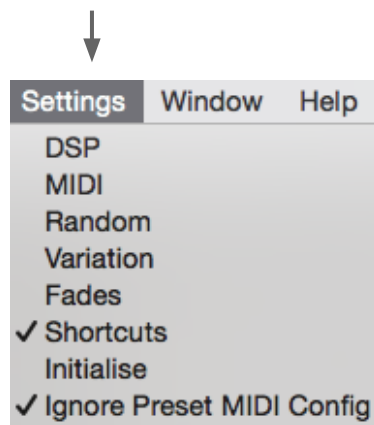 Settings Window Help
DSP
MIDI
Random
Variation
Fades
✓ Shortcuts
Initialise
✓ Ignore Preset MIDI Config